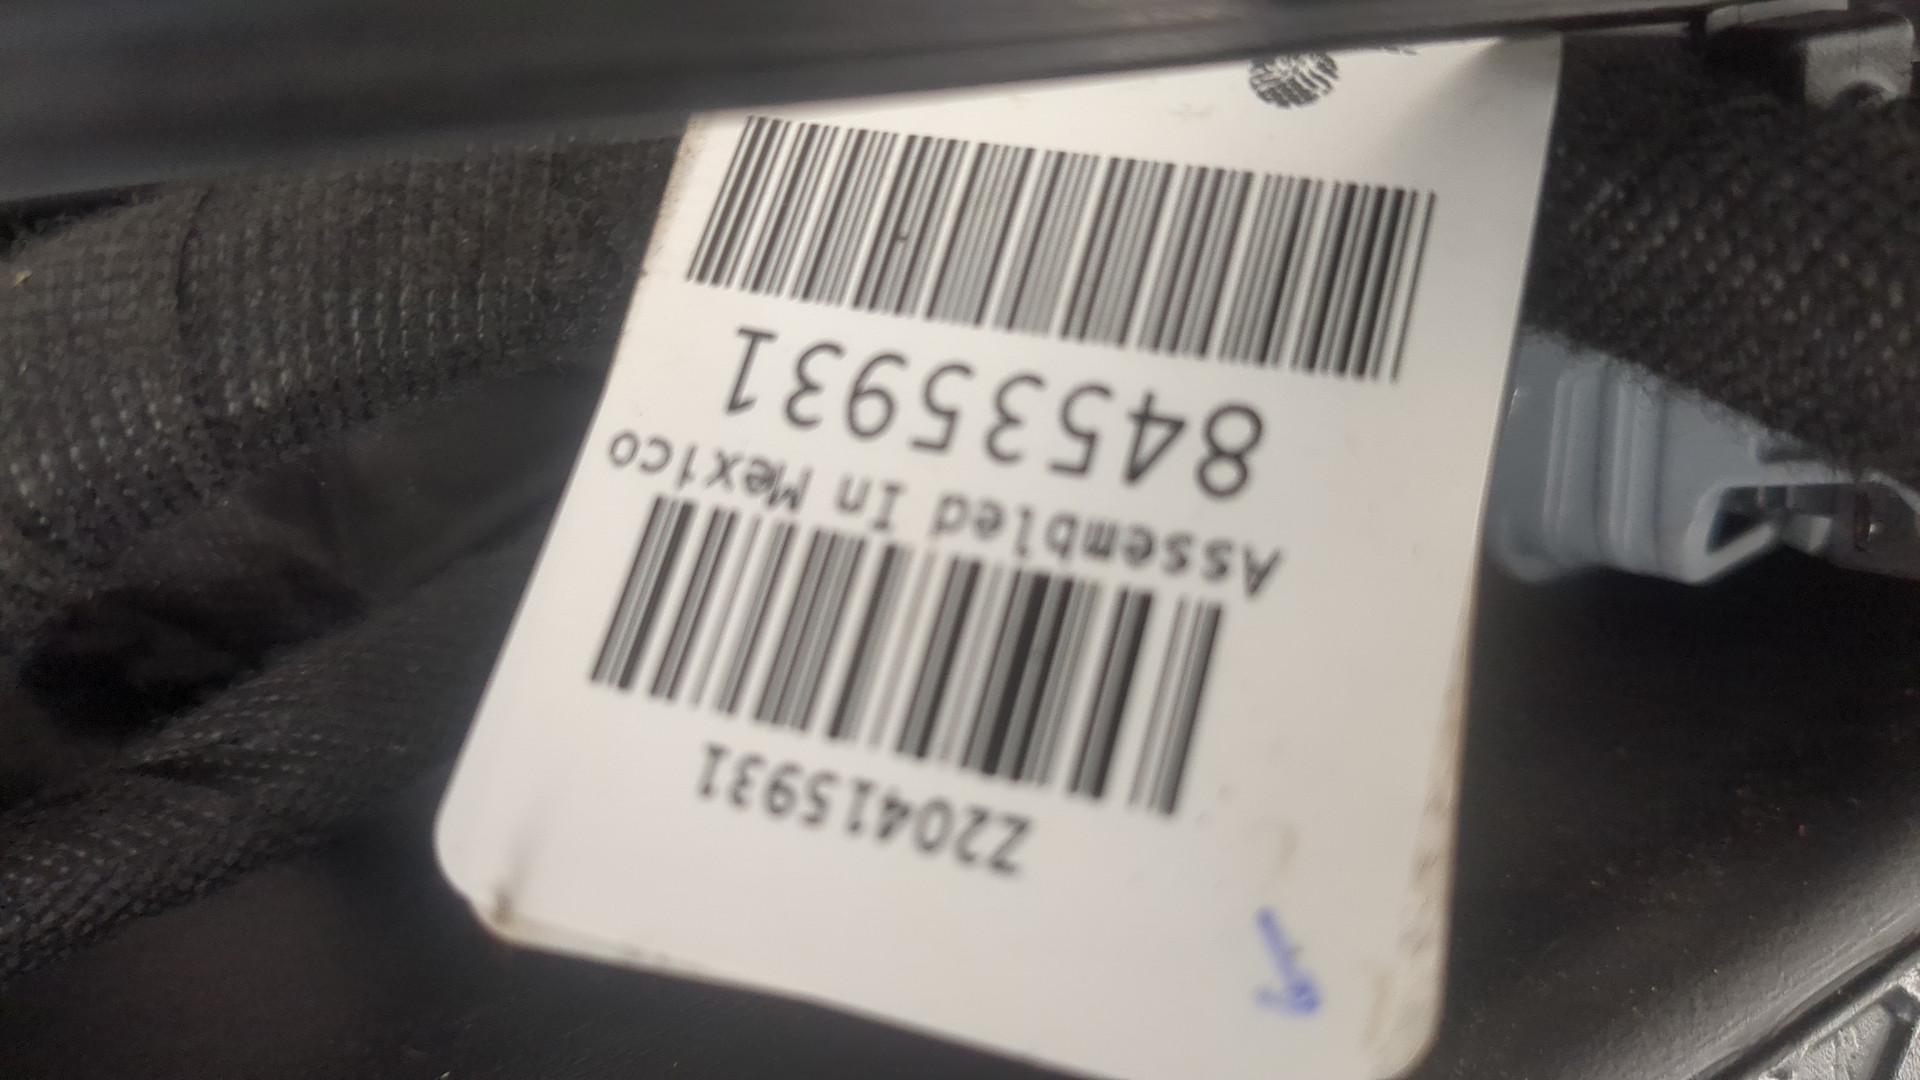 Z20415931
Assembled In Mexico
84535931